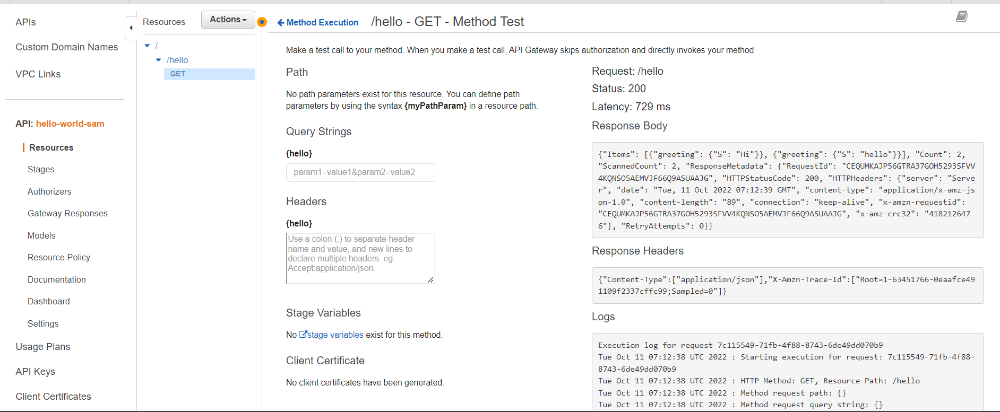 APIs
Custom Domain Names
VPC Links
API: hello-world-sam
Resources
Stages
Authorizers
Gateway Responses
Models
Resource Policy
Documentation
Dashboard
Settings
Usage Plans
API Keys
Client Certificates
Resources
Actions
/
/hello
GET
Method Execution /hello - GET - Method Test
Make a test call to your method. When you make a test call, API Gateway skips authorization and directly invokes your method
Path
No path parameters exist for this resource. You can define path
parameters by using the syntax {myPathParam} in a resource path.
Query Strings
{hello}
param1=value1&param2=value2
Headers
{hello}
Use a colon (:) to separate header
name and value, and new lines to
declare multiple headers. eg.
Accept:application/json.
Stage Variables
No stage variables exist for this method.
Client Certificate
No client certificates have been generated.
Request: /hello
Status: 200
Latency: 729 ms
Response Body
{"Items": [{"greeting": {"S": "Hi"}}, {"greeting": {"S": "hello"}}], "Count": 2,
"ScannedCount": 2, "ResponseMetadata": {"RequestId": "CEQUMKAJP56GTRA37GOH5293SFVV
4KQNSO5AEMVJF66Q9ASUAAJG", "HTTPStatusCode": 200, "HTTPHeaders": {"server": "Serve
r", "date": "Tue, 11 Oct 2022 07:12:39 GMT", "content-type": "application/x-amz-js
on-1.0", "content-length": "89", "connection": "keep-alive", "x-amzn-requestid":
"CEQUMKAJP56GTRA37GOH5293SFVV4KQNSO5AEMVJF66Q9ASUAAJG", "x-amz-crc32": "418212647
6"}, "RetryAttempts": 0}}
Response Headers
{"Content-Type":["application/json"],"X-Amzn-Trace-Id":["Root=1-63451766-0eaafce49
1109f2337cffc99;Sampled=0"]}
Logs
Execution log for request 7c115549-71fb-4f88-8743-6de49dd070b9
Tue Oct 11 07:12:38 UTC 2022 : Starting execution for request: 7c115549-71fb-4f88-
8743-6de49dd070b9
Tue Oct 11 07:12:38 UTC 2022 : HTTP Method: GET, Resource Path: /hello
Tue Oct 11 07:12:38 UTC 2022 : Method request path: {}
Tue Oct 11 07:12:38 UTC 2022 : Method request query string: {}